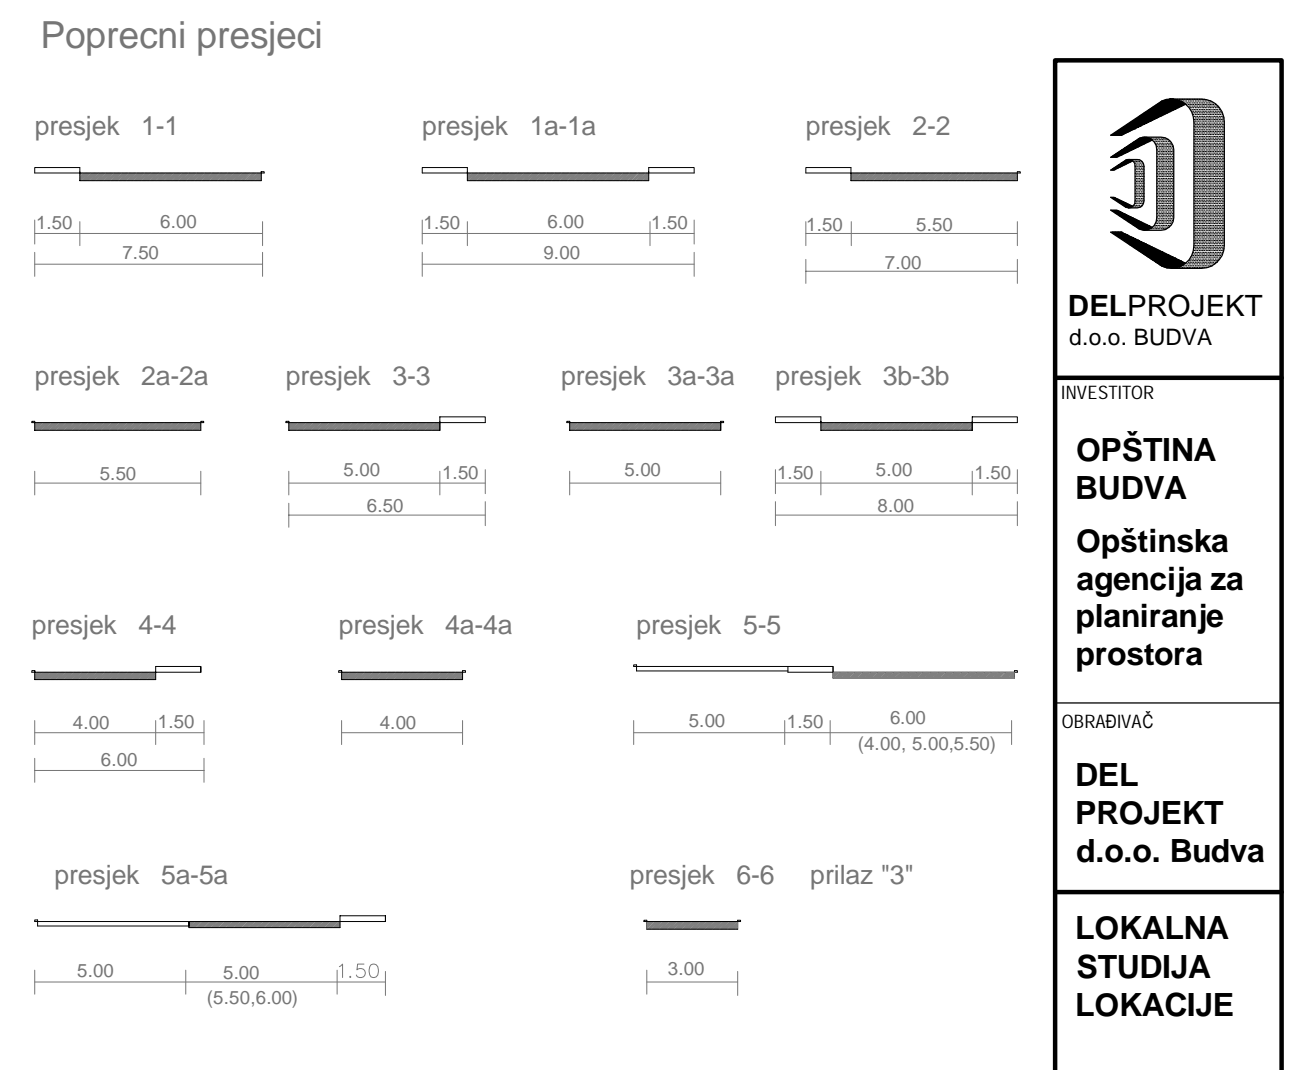 Poprecni presjeci
presjek 1-1
1.50 6.00
7.50
presjek 1a-1a
1.50 6.00 1.50
9.00
presjek 2-2
1.50 5.50
7.00
presjek 2a-2a
5.50
presjek 3-3
5.00 1.50
6.50
presjek 3a-3a
5.00
presjek 3b-3b
1.50 5.00 1.50
8.00
presjek 4-4
4.00 1.50
6.00
presjek 4a-4a
4.00
presjek 5-5
5.00 1.50 6.00
(4.00, 5.00,5.50)
presjek 5a-5a
5.00 5.00 1.50
(5.50,6.00)
presjek 6-6 prilaz "3"
3.00
DELPROJEKT
d.o.o. BUDVA
INVESTITOR
OPŠTINA
BUDVA
Opštinska
agencija za
planiranje
prostora
OBRAĐIVAČ
DEL
PROJEKT
d.o.o. Budva
LOKALNA
STUDIJA
LOKACIJE